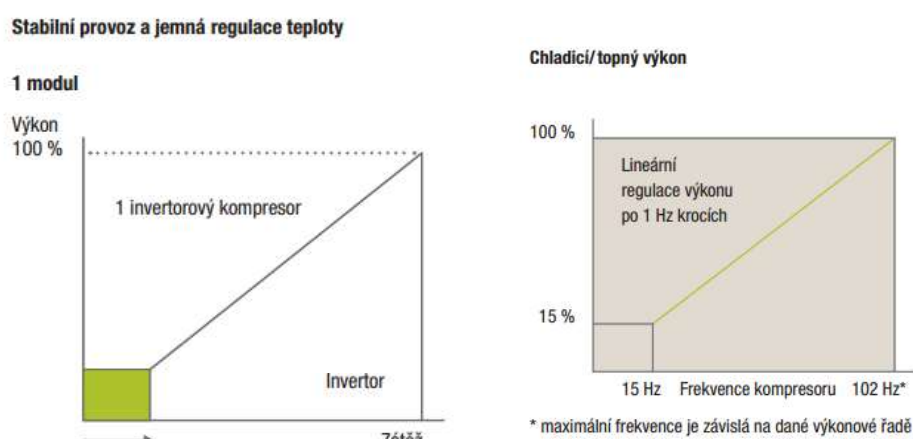 Stabilní provoz a jemná regulace teploty
1 modul
Výkon
100 %
1 invertorový kompresor
Invertor
Zátěž
Chladicí/topný výkon
100 %
Lineární
regulace výkonu
po 1 Hz krocích
15 %
15 Hz Frekvence kompresoru 102 Hz*
* maximální frekvence je závislá na dané výkonové řadě